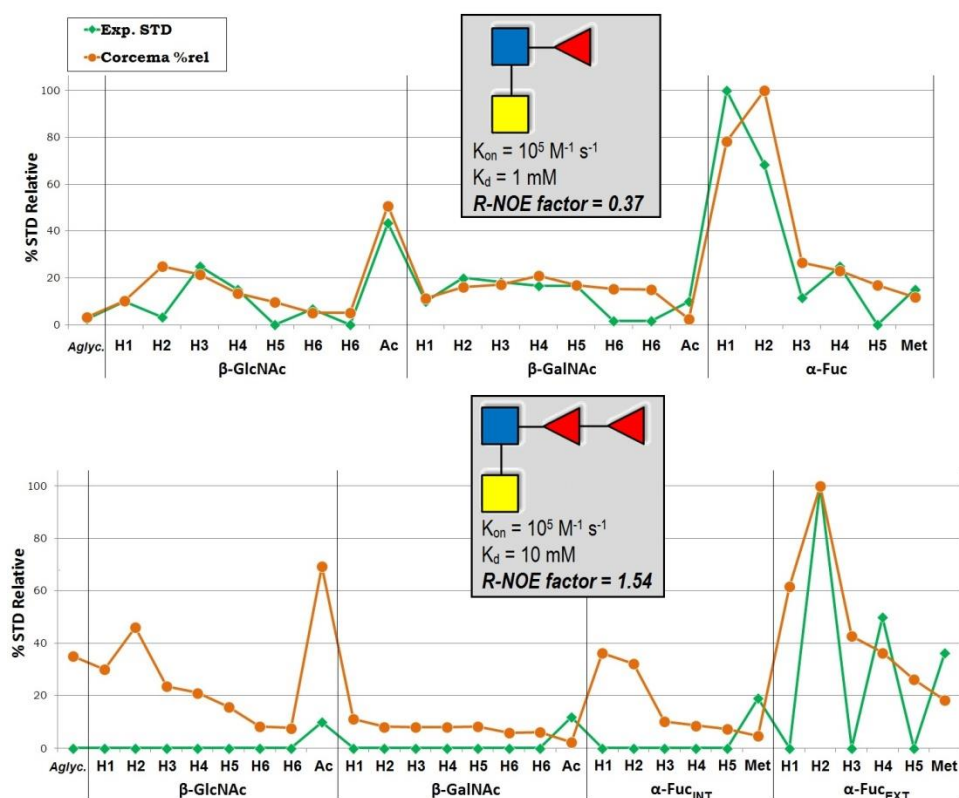 Exp. STD
Corcema %rel
Kon = 10⁵ M⁻¹ s⁻¹
Kd = 1 mM
R-NOE factor = 0.37
% STD Relative
100
80
60
40
20
0
Aglyc. H1 H2 H3 H4 H5 H6 H6 Ac H1 H2 H3 H4 H5 H6 H6 Ac H1 H2 H3 H4 H5 Met
β-GlcNAc β-GalNAc α-Fuc
Kon = 10⁵ M⁻¹ s⁻¹
Kd = 10 mM
R-NOE factor = 1.54
% STD Relative
100
80
60
40
20
0
Aglyc. H1 H2 H3 H4 H5 H6 H6 Ac H1 H2 H3 H4 H5 H6 H6 Ac H1 H2 H3 H4 H5 Met H1 H2 H3 H4 H5 Met
β-GlcNAc β-GalNAc α-FucINT α-FucEXT